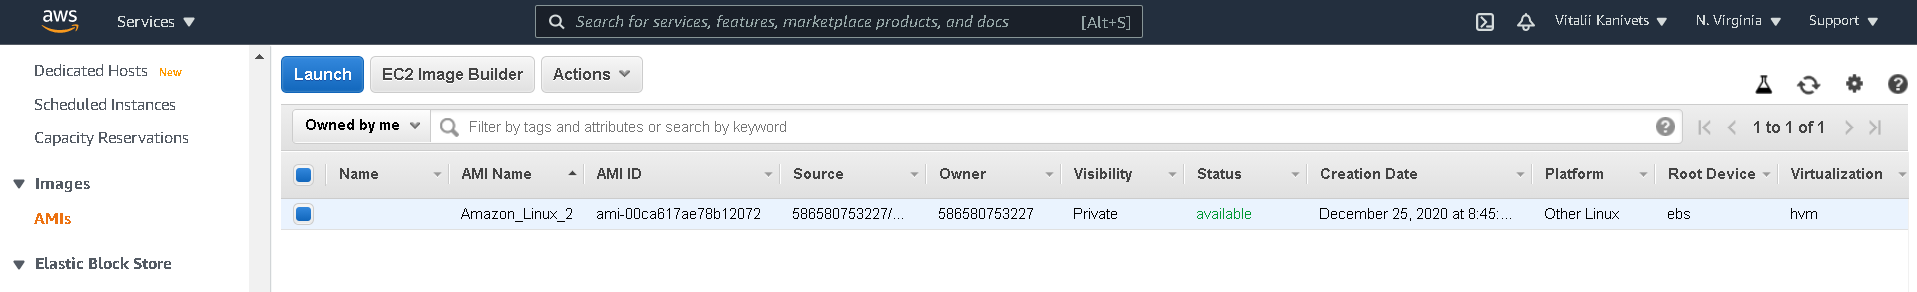 aws Services Search for services, features, marketplace products, and docs [Alt+S] Vitalii Kanivets N. Virginia Support
Dedicated Hosts New
Scheduled Instances
Capacity Reservations
Images
AMIs
Elastic Block Store
Launch EC2 Image Builder Actions
Owned by me Filter by tags and attributes or search by keyword 1 to 1 of 1
Name AMI Name AMI ID Source Owner Visibility Status Creation Date Platform Root Device Virtualization
Amazon_Linux_2 ami-00ca617ae78b12072 586580753227/... 586580753227 Private available December 25, 2020 at 8:45:... Other Linux ebs hvm